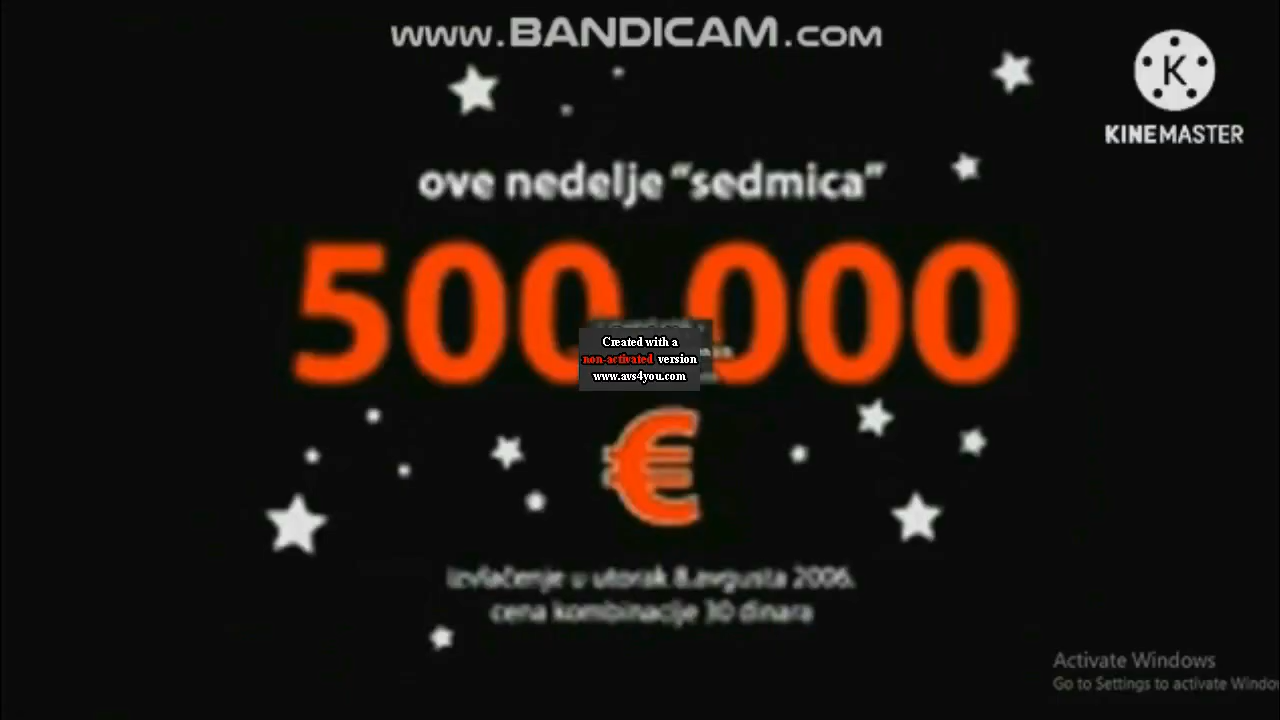 www.BANDICAM.com
K
KINEMASTER
ove nedelje “sedmica”
500.000
Created with a
non-activated version
www.avs4you.com
€
izvlačenje u utorak 8.avgusta 2006.
cena kombinacije 30 dinara
Activate Windows
Go to Settings to activate Windo